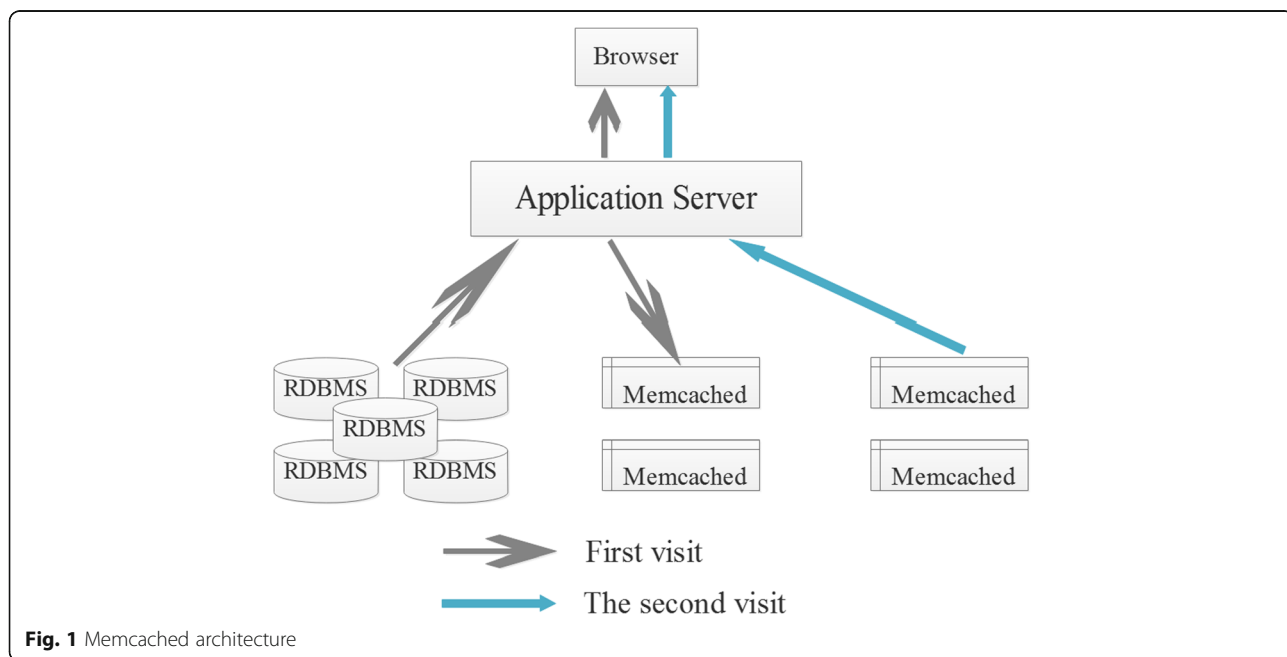 Browser
Application Server
RDBMS
RDBMS
RDBMS
RDBMS
RDBMS
Memcached
Memcached
Memcached
Memcached
First visit
The second visit
Fig. 1 Memcached architecture